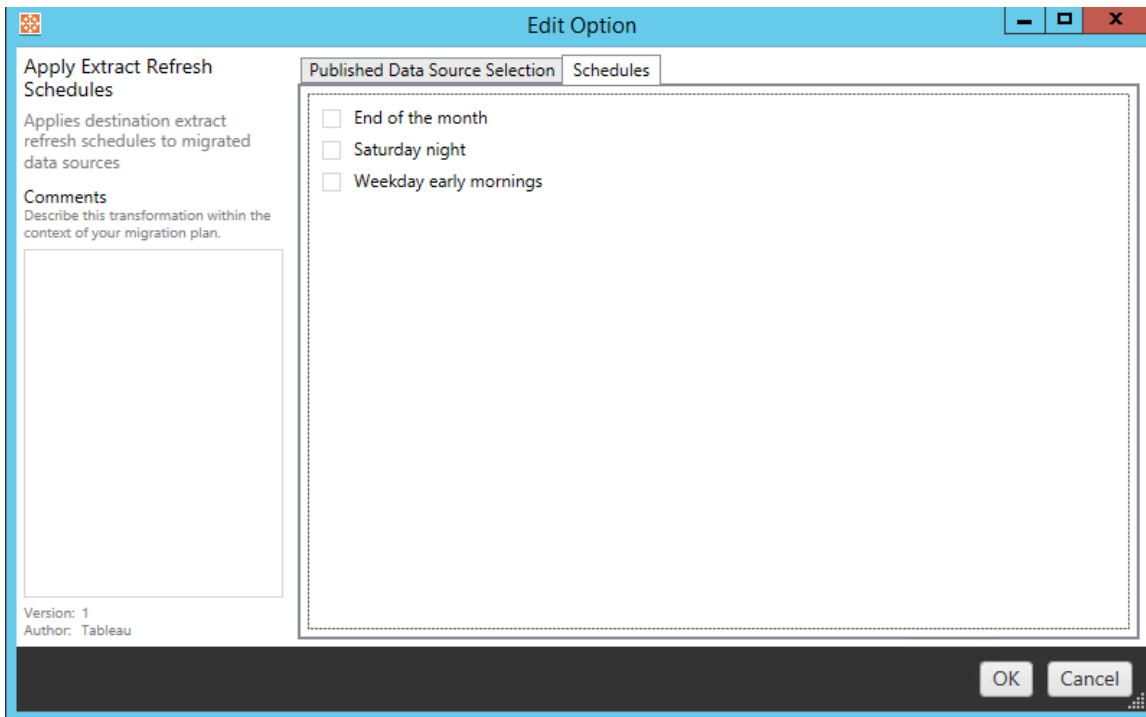 Edit Option
Apply Extract Refresh
Schedules
Applies destination extract
refresh schedules to migrated
data sources
Comments
Describe this transformation within the
context of your migration plan.
Version: 1
Author: Tableau
Published Data Source Selection
Schedules
End of the month
Saturday night
Weekday early mornings
OK
Cancel